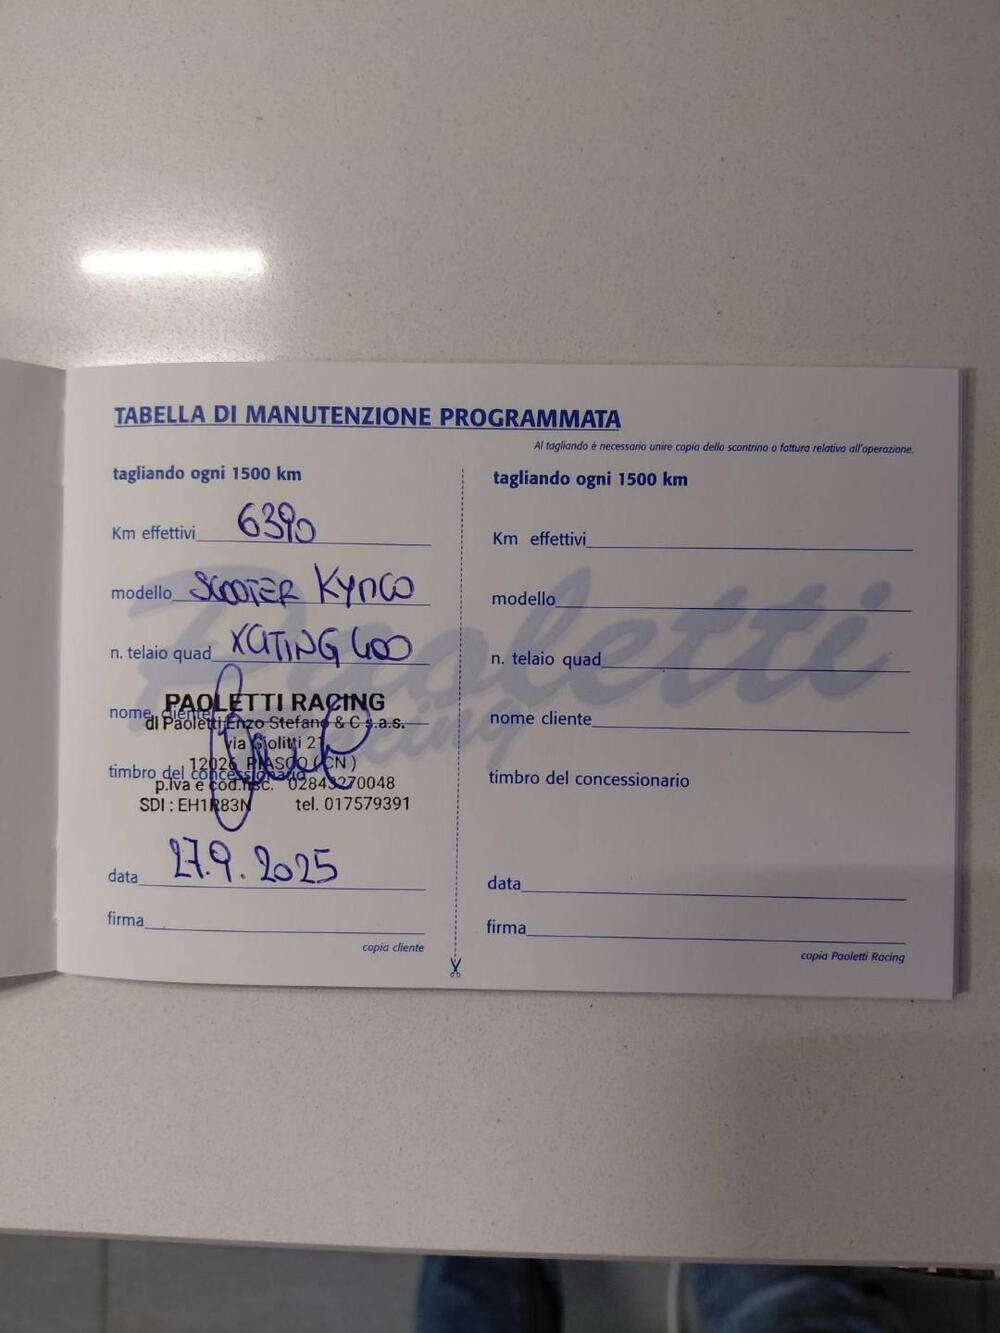 TABELLA DI MANUTENZIONE PROGRAMMATA
Al tagliando è necessario unire copia dello scontrino o fattura relativa all'operazione.
tagliando ogni 1500 km
Km effettivi 6390
modello SCOOTER KYMCO
n. telaio quad XCITING 400
nome cliente
PAOLETTI RACING
di Paoletti Enzo Stefano & C s.a.s.
via Giolitti 21
12026 PIASCO (CN)
timbro del concessionario
p.Iva e cod.fisc. 02843270048
SDI : EH1R83N tel. 017579391
data 27.9.2025
firma
copia cliente
tagliando ogni 1500 km
Km effettivi
modello
n. telaio quad
nome cliente
timbro del concessionario
data
firma
copia Paoletti Racing
Paoletti
Racing